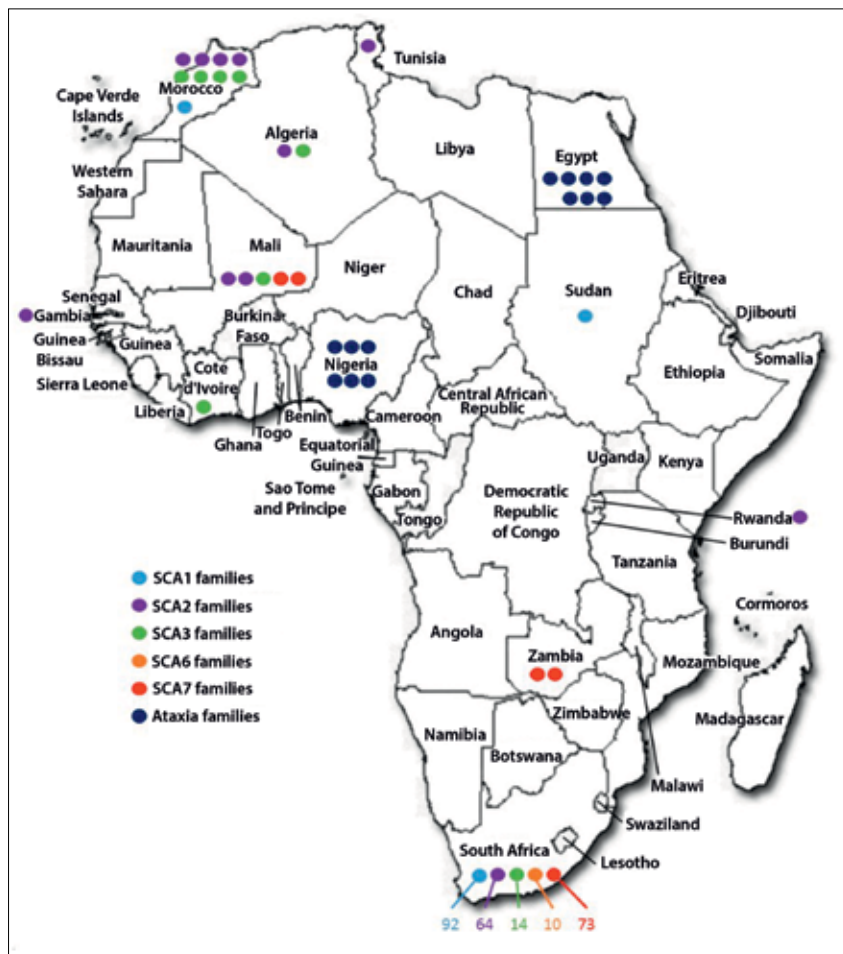 Tunisia
Morocco
Cape Verde
Islands
Algeria
Libya
Egypt
Western
Sahara
Mauritania
Mali
Niger
Chad
Sudan
Eritrea
Djibouti
Senegal
Gambia
Guinea
Bissau
Guinea
Burkina-
Faso
Sierra Leone
Cote
d'Ivoire
Nigeria
Somalia
Ethiopia
Liberia
Ghana
Togo
Benin
Cameroon
Central African
Republic
Equatorial
Guinea
Uganda
Kenya
Sao Tome
and Principe
Gabon
Tongo
Democratic
Republic
of Congo
Rwanda
Burundi
Tanzania
SCA1 families
SCA2 families
SCA3 families
SCA6 families
SCA7 families
Ataxia families
Cormoros
Angola
Zambia
Mozambique
Zimbabwe
Madagascar
Namibia
Botswana
Malawi
Swaziland
South Africa
Lesotho
92
64
14
10
73